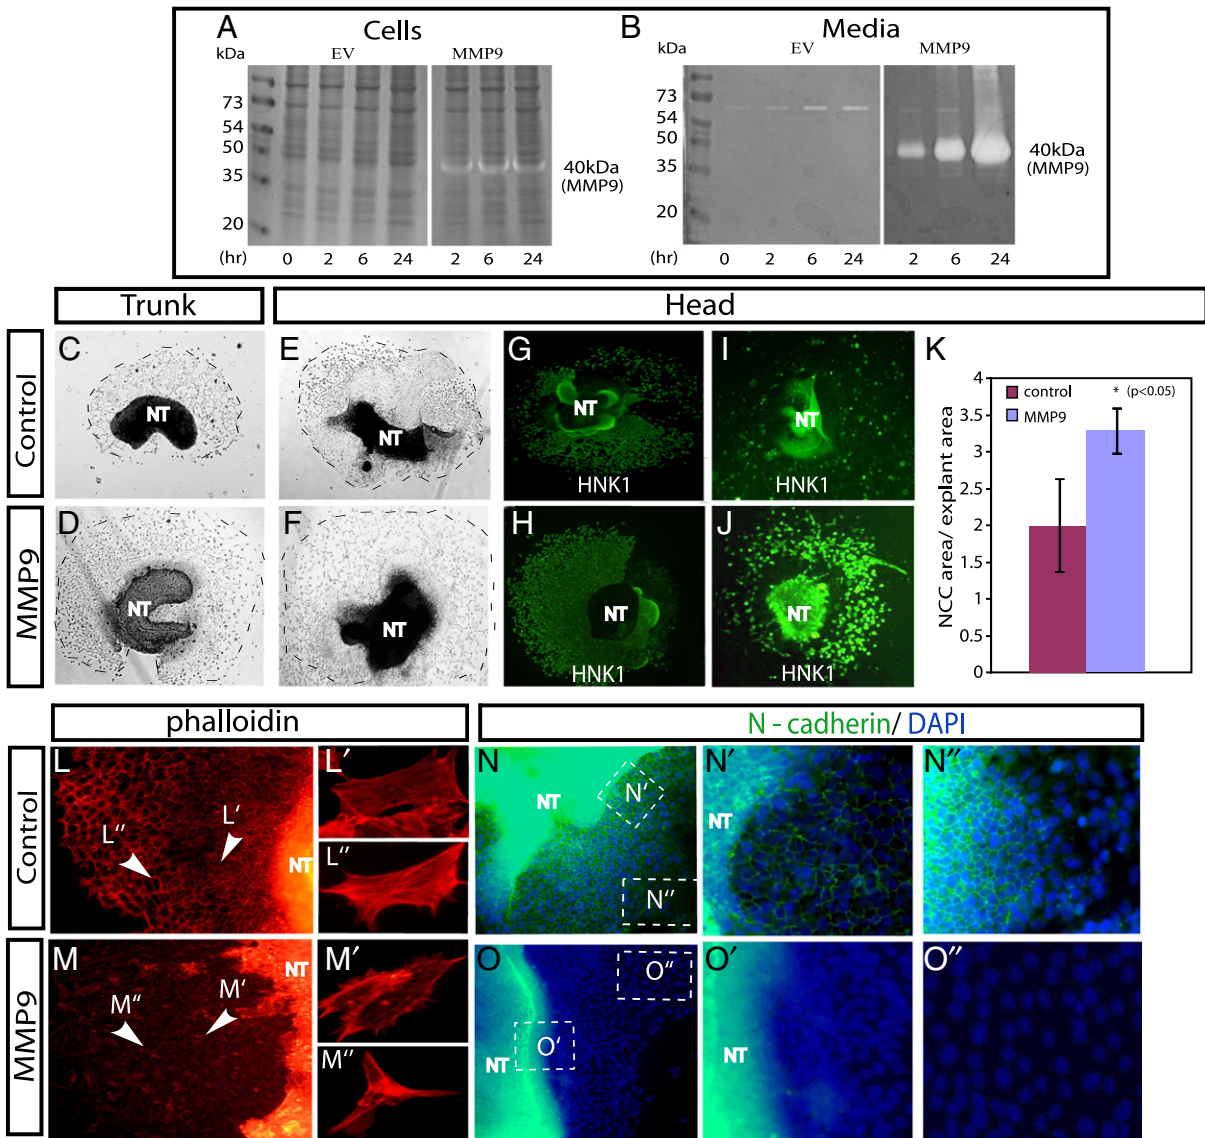 A Cells
kDa EV MMP9
73
54
50
35
20
40kDa
(MMP9)
(hr) 0 2 6 24 2 6 24
B Media
kDa EV MMP9
73
54
50
35
20
40kDa
(MMP9)
(hr) 0 2 6 24 2 6 24
Trunk
Head
Control
MMP9
C
NT
E
NT
G
NT
HNK1
I
NT
HNK1
D
NT
F
NT
H
NT
HNK1
J
NT
HNK1
K
NCC area/ explant area
control
MMP9
* (p<0.05)
4
3.5
3
2.5
2
1.5
1
0.5
0
phalloidin
N - cadherin/ DAPI
Control
MMP9
L
L″
L′
NT
L′
L″
N
NT
N′
N″
N′
NT
N″
M
M″
M′
NT
M′
M″
O
NT
O′
O″
O′
NT
O″